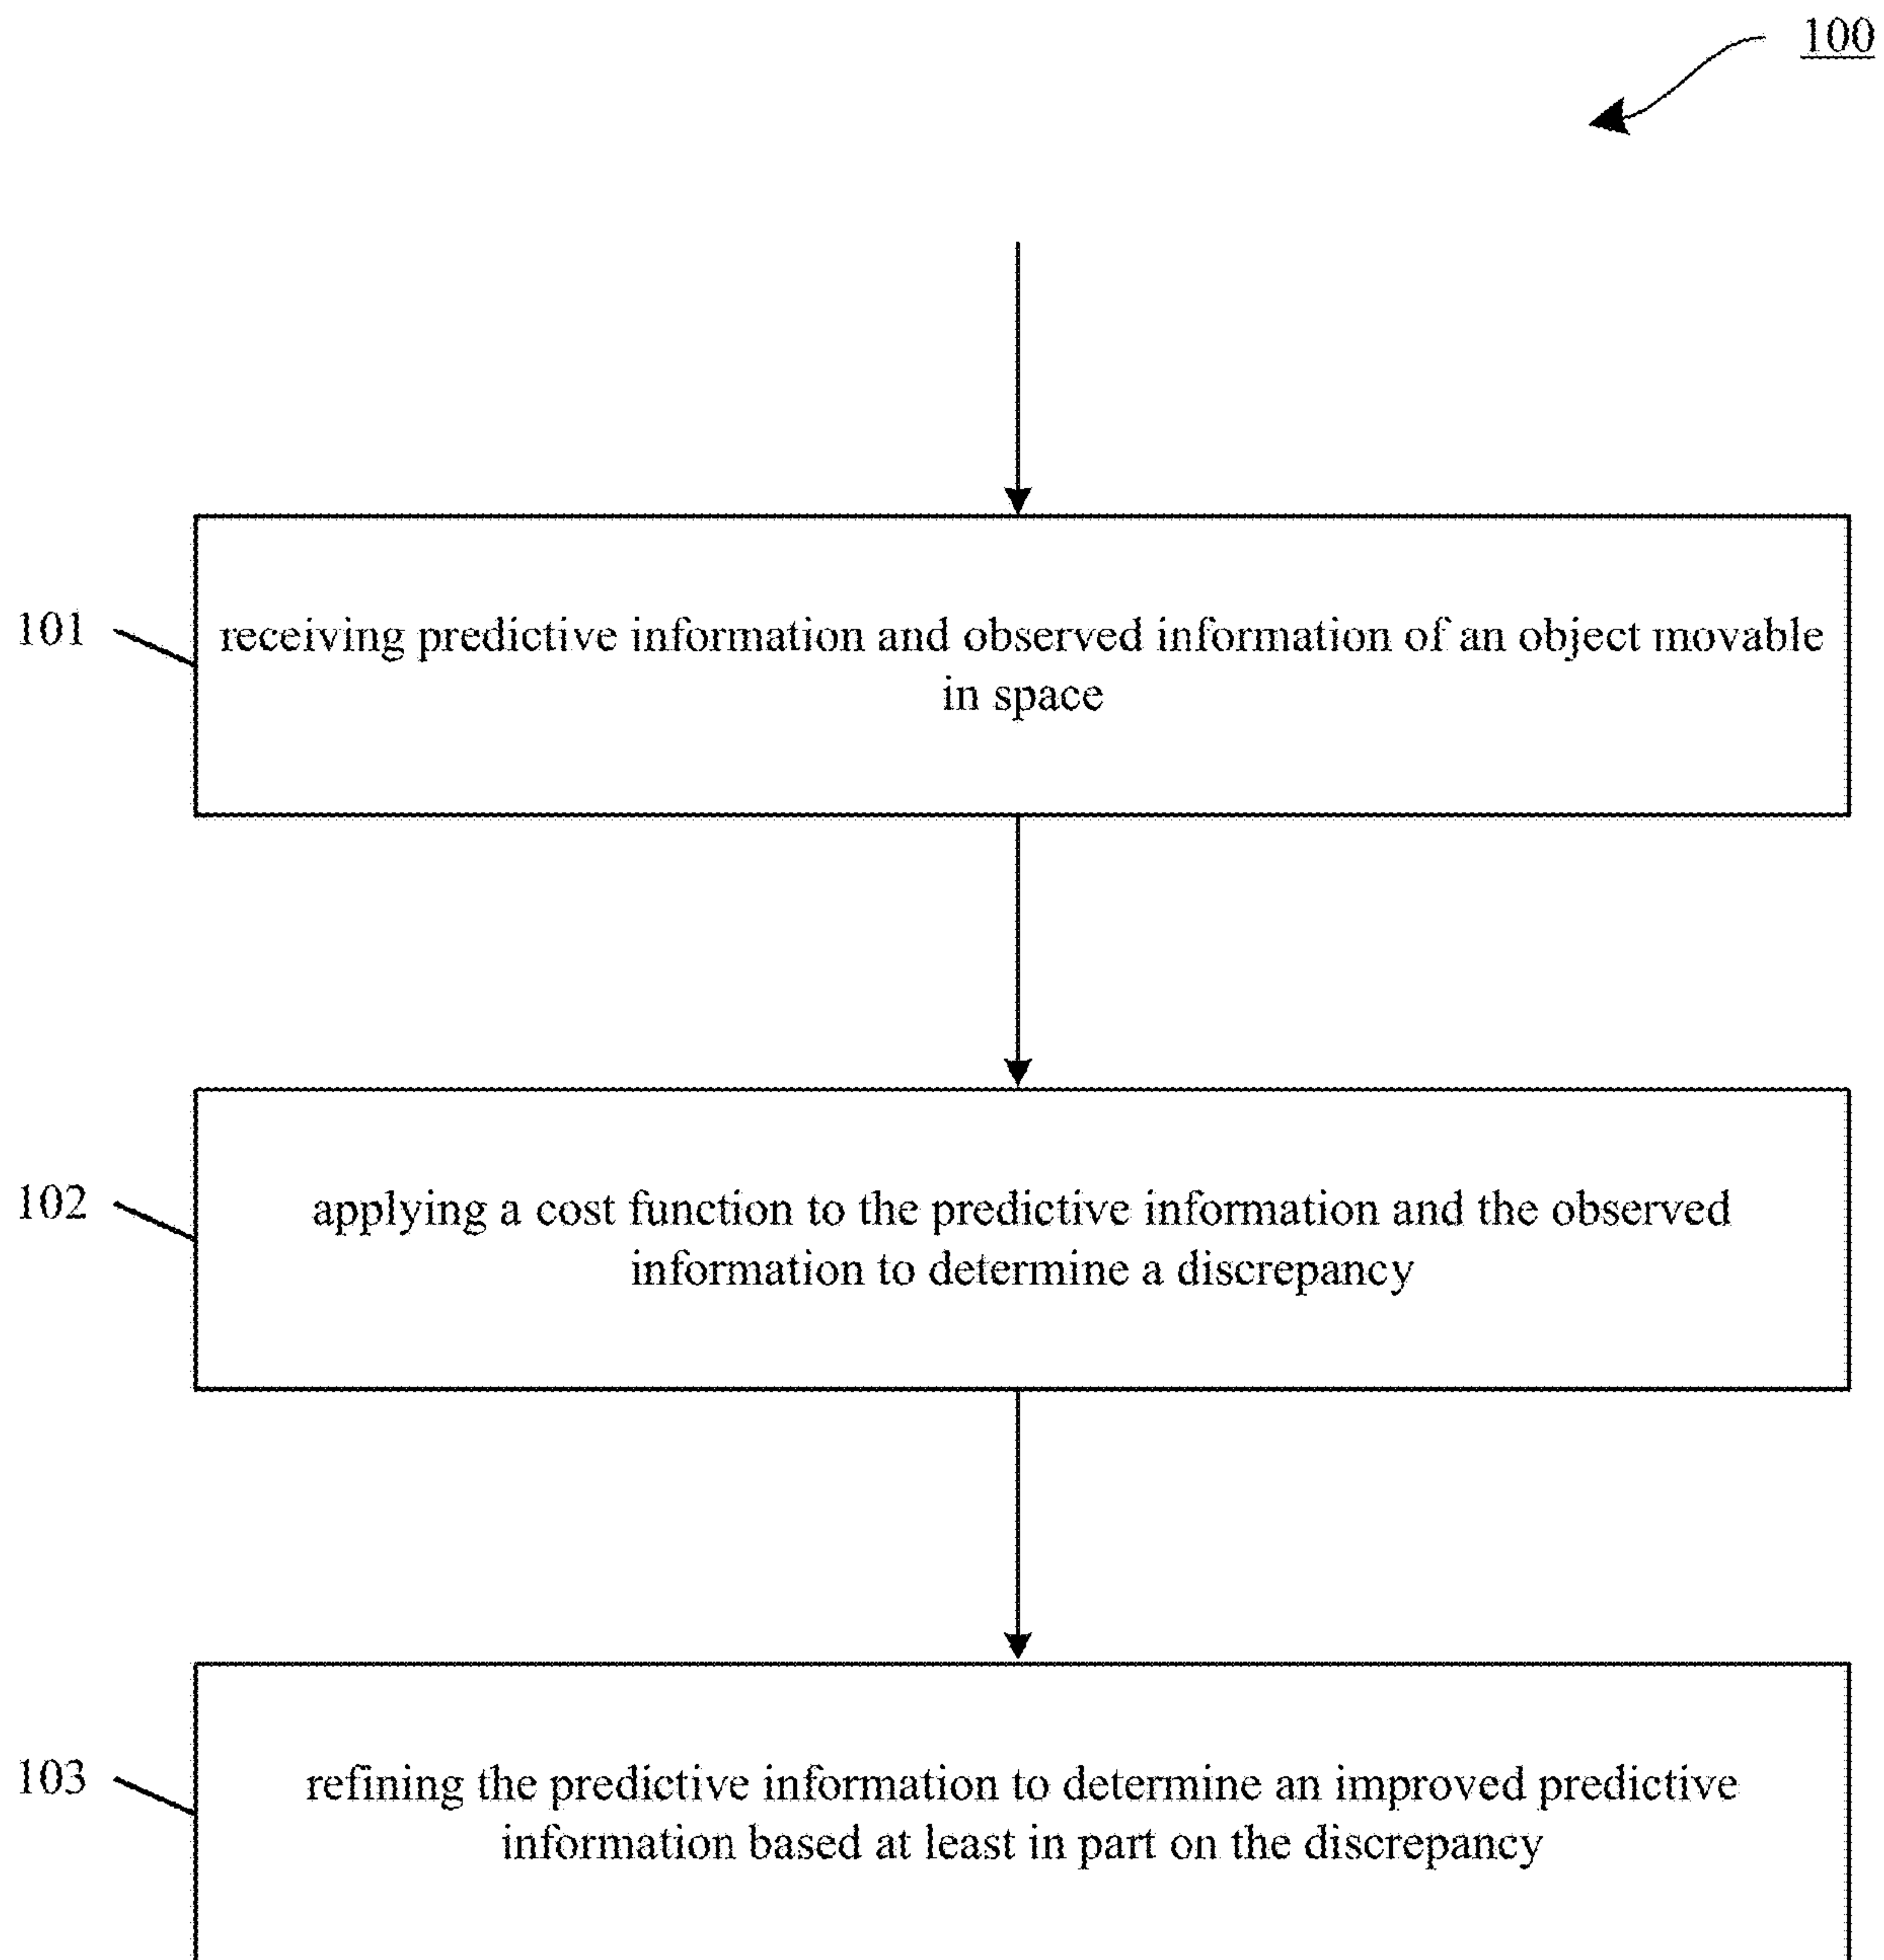 100
101
receiving predictive information and observed information of an object movable
in space
102
applying a cost function to the predictive information and the observed
information to determine a discrepancy
103
refining the predictive information to determine an improved predictive
information based at least in part on the discrepancy